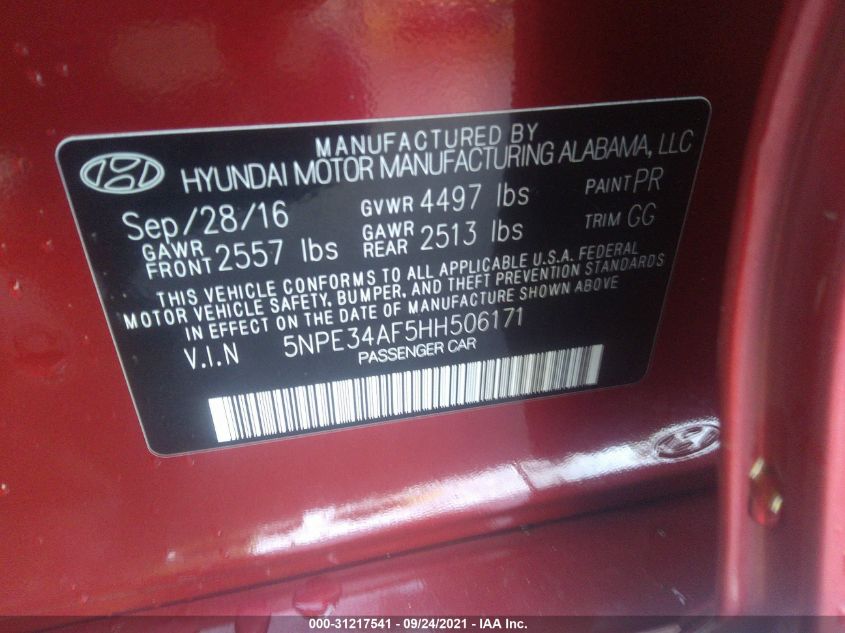 MANUFACTURED BY
HYUNDAI MOTOR MANUFACTURING ALABAMA, LLC
Sep/28/16 GVWR 4497 lbs PAINT PR
GAWR FRONT 2557 lbs GAWR REAR 2513 lbs TRIM GG
THIS VEHICLE CONFORMS TO ALL APPLICABLE U.S.A. FEDERAL
MOTOR VEHICLE SAFETY, BUMPER, AND THEFT PREVENTION STANDARDS
IN EFFECT ON THE DATE OF MANUFACTURE SHOWN ABOVE
V.I.N 5NPE34AF5HH506171
PASSENGER CAR
000-31217541 - 09/24/2021 - IAA Inc.